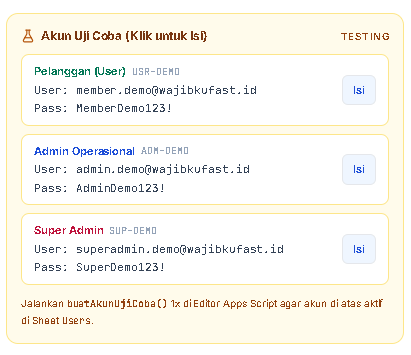 Akun Uji Coba (Klik untuk Isi) TESTING
Pelanggan (User) USR-DEMO
User: member.demo@wajibkufast.id
Pass: MemberDemo123!
Isi
Admin Operasional ADM-DEMO
User: admin.demo@wajibkufast.id
Pass: AdminDemo123!
Isi
Super Admin SUP-DEMO
User: superadmin.demo@wajibkufast.id
Pass: SuperDemo123!
Isi
Jalankan buatAkunUjiCoba() 1x di Editor Apps Script agar akun di atas aktif
di Sheet Users.